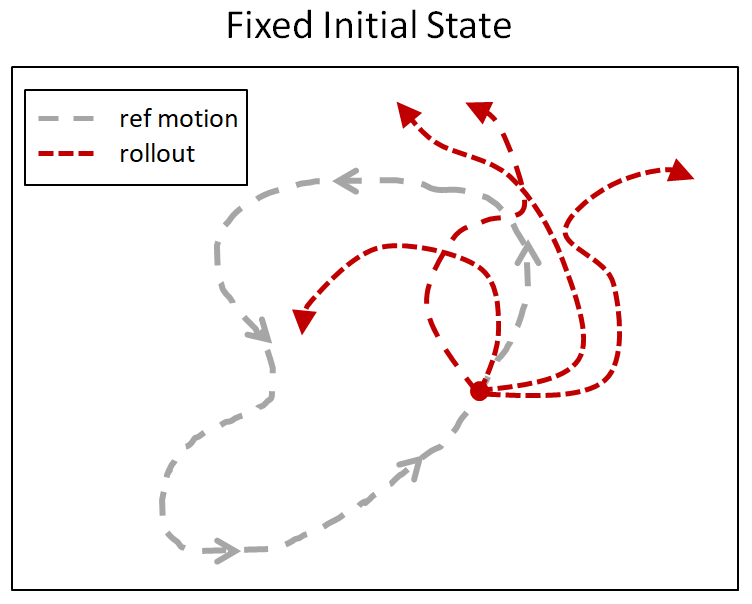 Fixed Initial State
ref motion
rollout